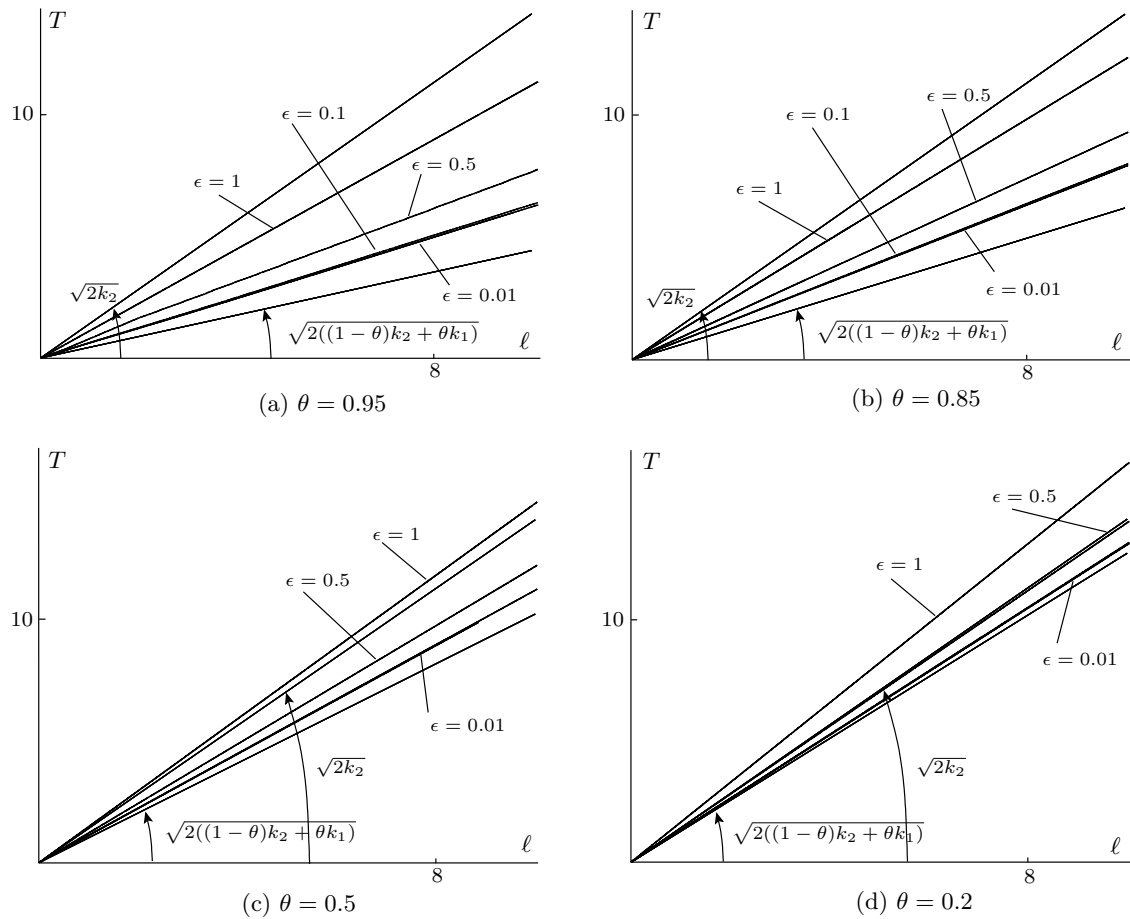 T
10
ϵ = 0.1
ϵ = 0.5
ϵ = 1
√2k₂
ϵ = 0.01
√2((1 − θ)k₂ + θk₁)
ℓ
8
(a) θ = 0.95
T
10
ϵ = 0.5
ϵ = 0.1
ϵ = 1
√2k₂
ϵ = 0.01
√2((1 − θ)k₂ + θk₁)
ℓ
8
(b) θ = 0.85
T
ϵ = 1
ϵ = 0.5
10
ϵ = 0.01
√2k₂
√2((1 − θ)k₂ + θk₁)
ℓ
8
(c) θ = 0.5
T
ϵ = 0.5
ϵ = 1
10
ϵ = 0.01
√2k₂
√2((1 − θ)k₂ + θk₁)
ℓ
8
(d) θ = 0.2